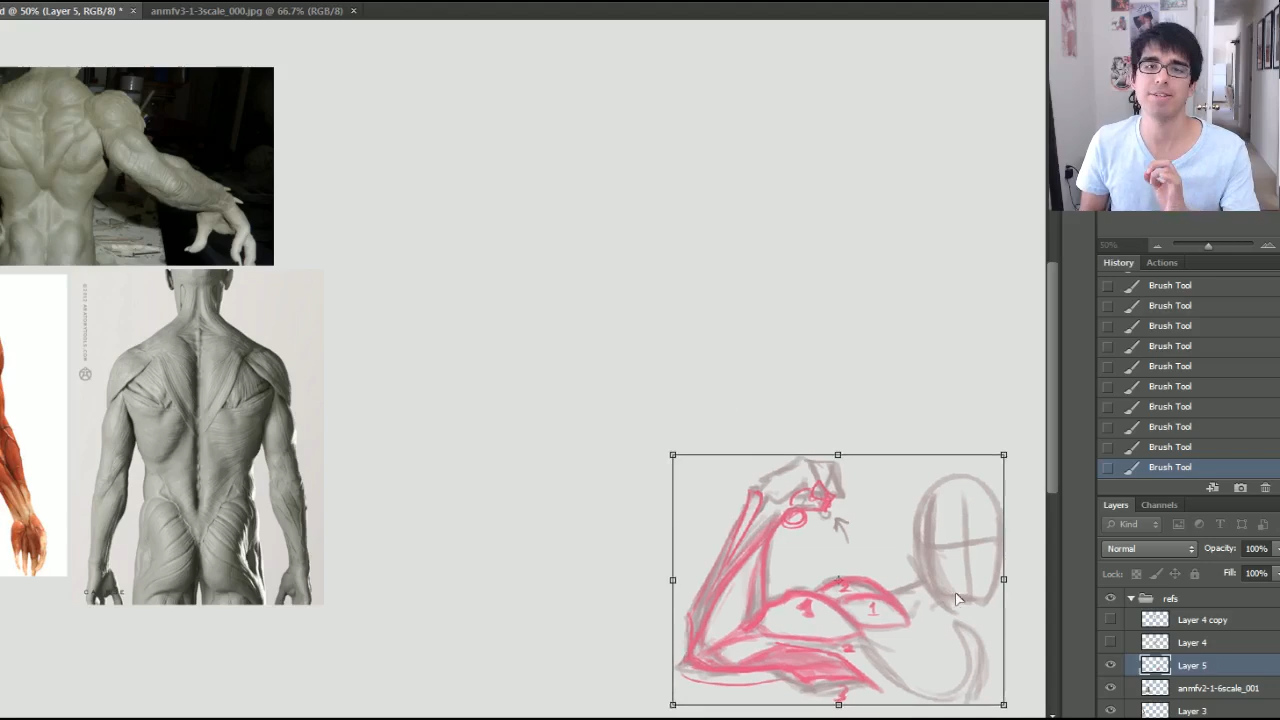 d @ 50% (Layer 5, RGB/8) * ×
anmfv3-1-3scale_000.jpg @ 66.7% (RGB/8) ×
50%
History Actions
Brush Tool
Brush Tool
Brush Tool
Brush Tool
Brush Tool
Brush Tool
Brush Tool
Brush Tool
Brush Tool
Brush Tool
Layers Channels
Kind
Normal Opacity: 100%
Lock: Fill: 100%
refs
Layer 4 copy
Layer 4
Layer 5
anmfv2-1-6scale_001
Layer 3
1
2
1